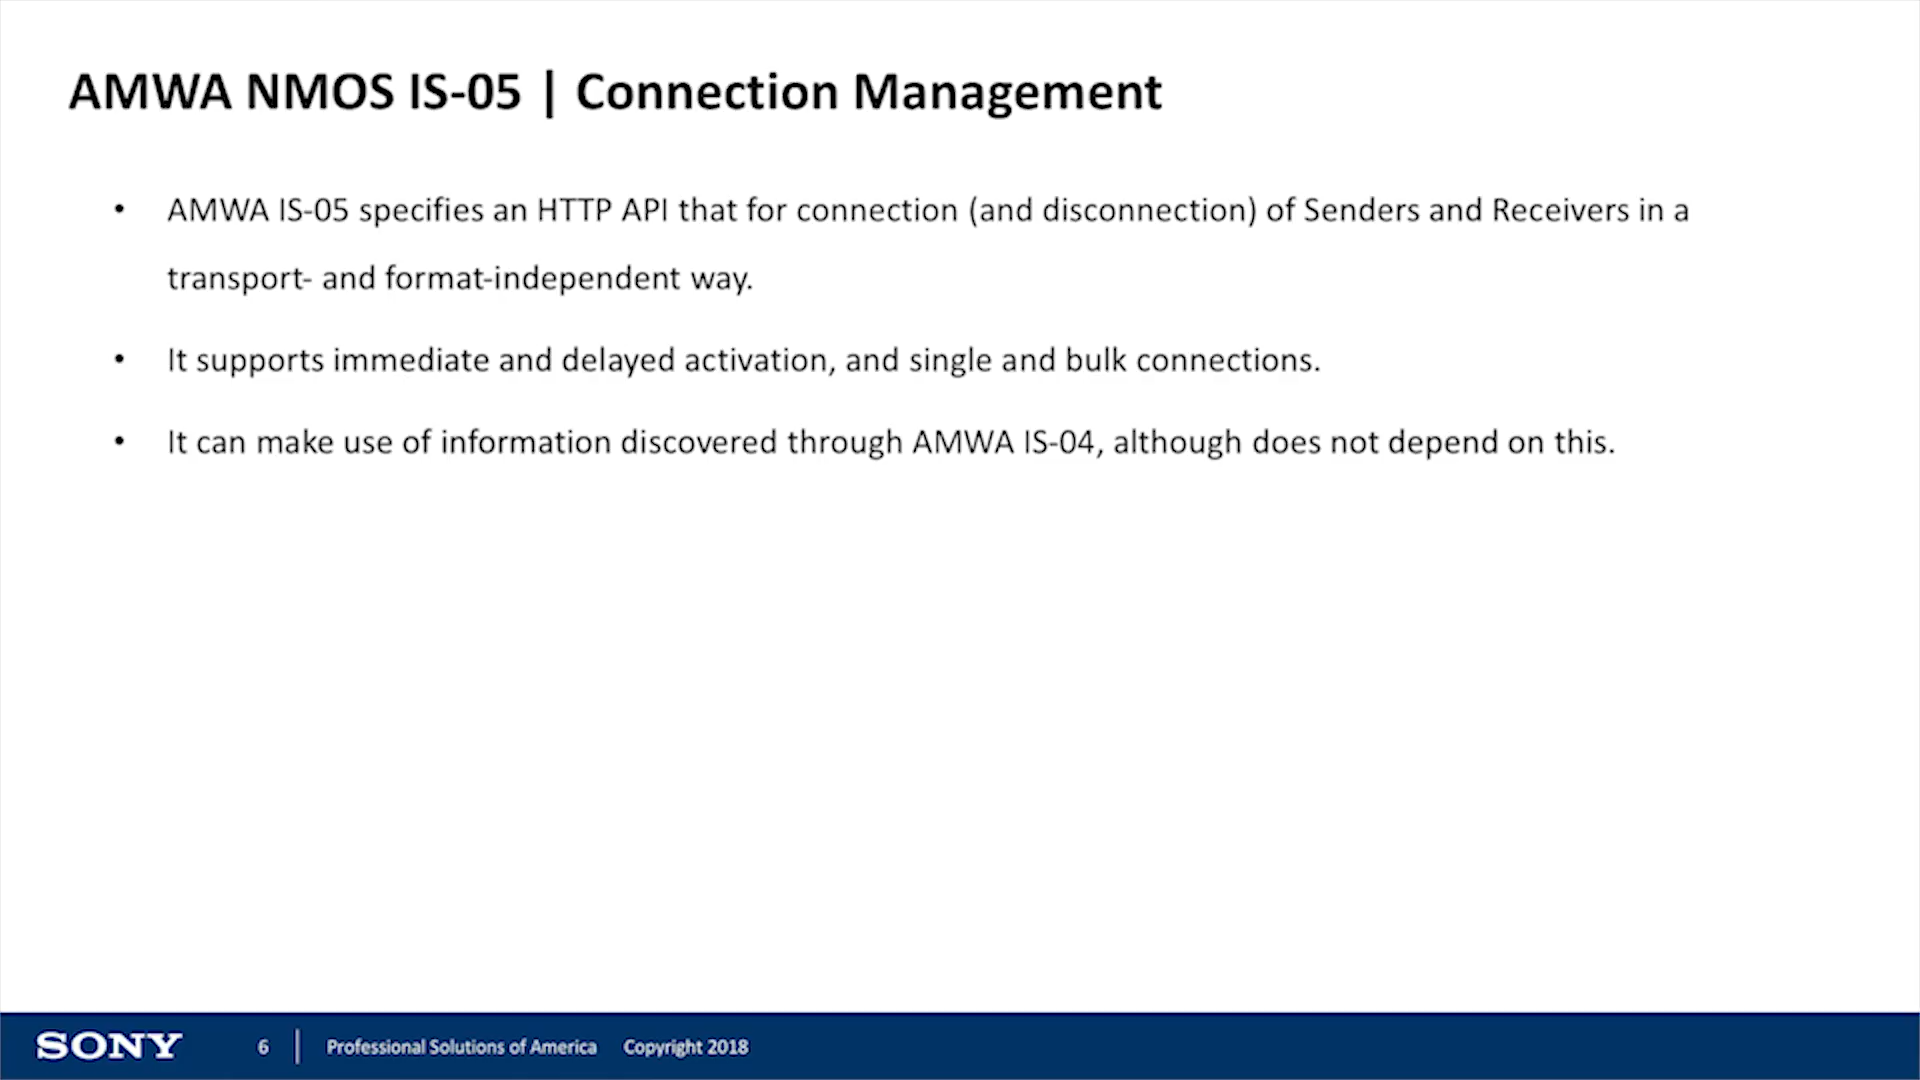 AMWA NMOS IS-05 | Connection Management
• AMWA IS-05 specifies an HTTP API that for connection (and disconnection) of Senders and Receivers in a
transport- and format-independent way.
• It supports immediate and delayed activation, and single and bulk connections.
• It can make use of information discovered through AMWA IS-04, although does not depend on this.
SONY 6 | Professional Solutions of America Copyright 2018